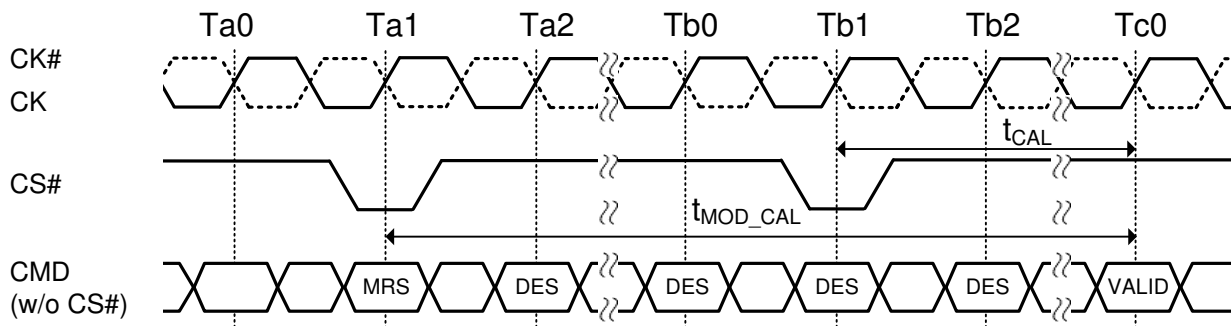 Ta0 Ta1 Ta2 Tb0 Tb1 Tb2 Tc0
CK#
CK
tCAL
CS#
tMOD_CAL
CMD
(w/o CS#)
MRS DES DES DES DES VALID